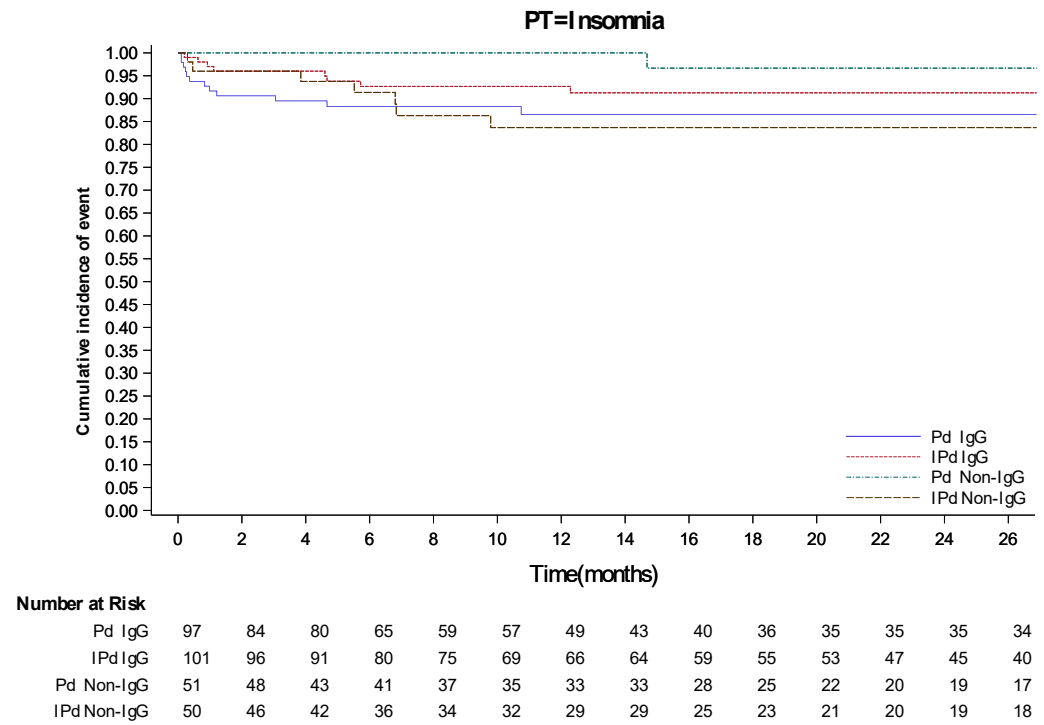 PT=Insomnia
Cumulative incidence of event
1.00
0.95
0.90
0.85
0.80
0.75
0.70
0.65
0.60
0.55
0.50
0.45
0.40
0.35
0.30
0.25
0.20
0.15
0.10
0.05
0.00
Pd IgG
IPd IgG
Pd Non-IgG
IPd Non-IgG
0 2 4 6 8 10 12 14 16 18 20 22 24 26
Time(months)
Number at Risk
Pd IgG 97 84 80 65 59 57 49 43 40 36 35 35 35 34
IPd IgG 101 96 91 80 75 69 66 64 59 55 53 47 45 40
Pd Non-IgG 51 48 43 41 37 35 33 33 28 25 22 20 19 17
IPd Non-IgG 50 46 42 36 34 32 29 29 25 23 21 20 19 18